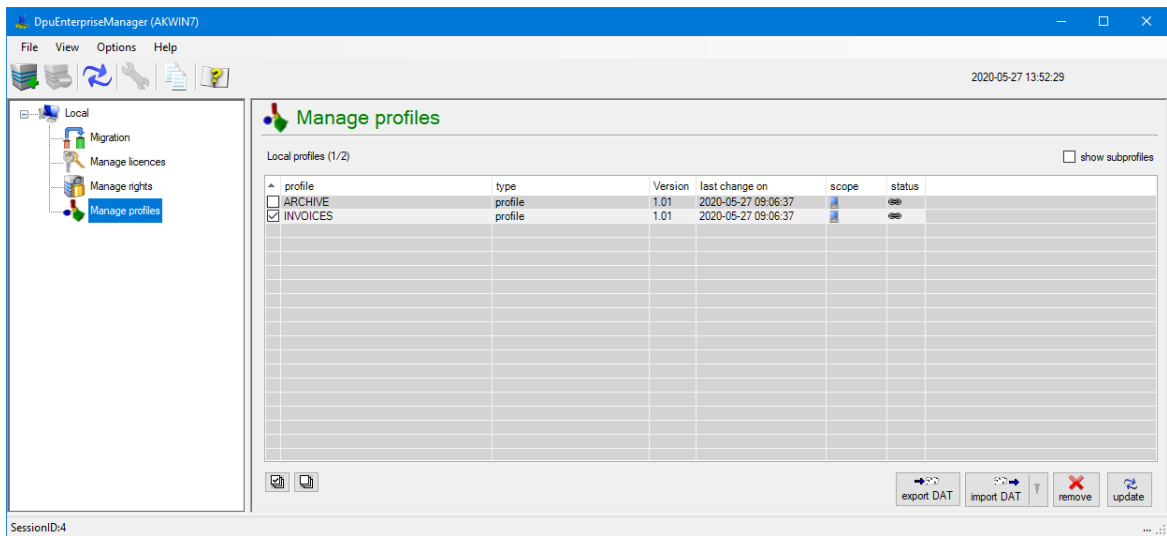 DpuEnterpriseManager (AKWIN7)
File View Options Help
2020-05-27 13:52:29
Local
Migration
Manage licences
Manage rights
Manage profiles
Manage profiles
Local profiles (1/2)
show subprofiles
profile type Version last change on scope status
ARCHIVE profile 1.01 2020-05-27 09:06:37
INVOICES profile 1.01 2020-05-27 09:06:37
export DAT import DAT remove update
SessionID:4
...